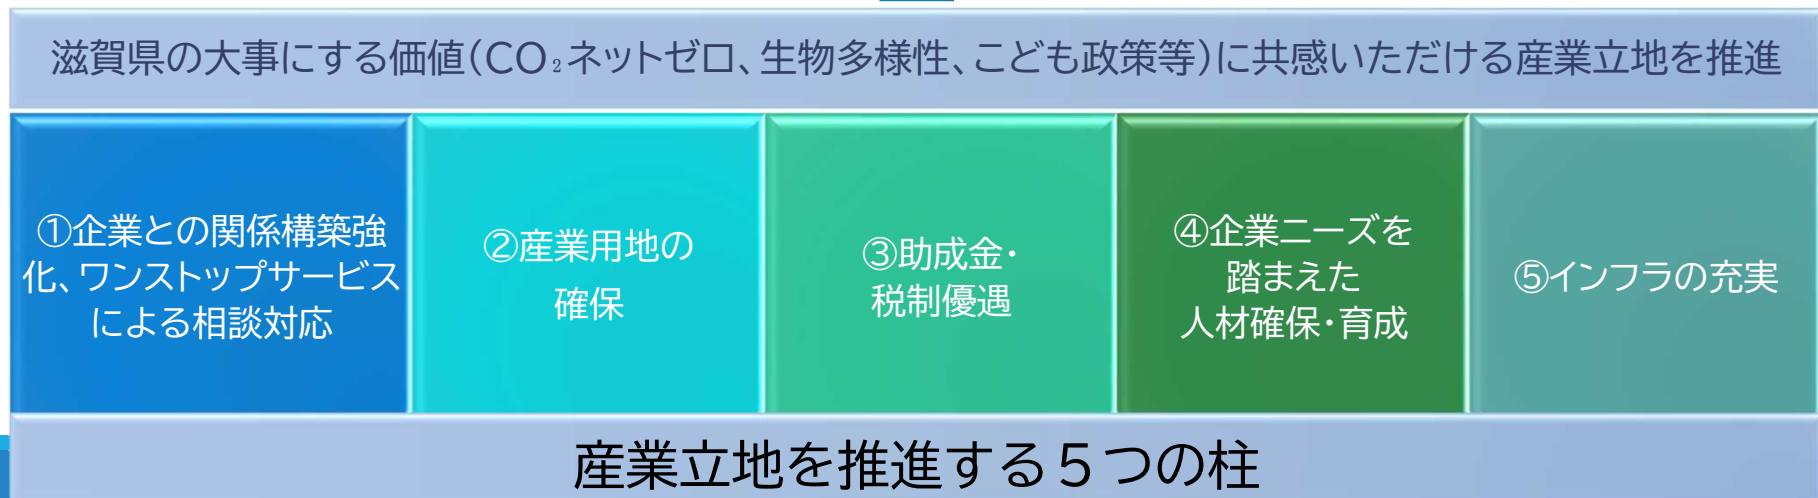 滋賀県の大事にする価値(CO₂ネットゼロ、生物多様性、こども政策等)に共感いただける産業立地を推進
①企業との関係構築強
化、ワンストップサービス
による相談対応
②産業用地の
確保
③助成金・
税制優遇
④企業ニーズを
踏まえた
人材確保・育成
⑤インフラの充実
産業立地を推進する5つの柱